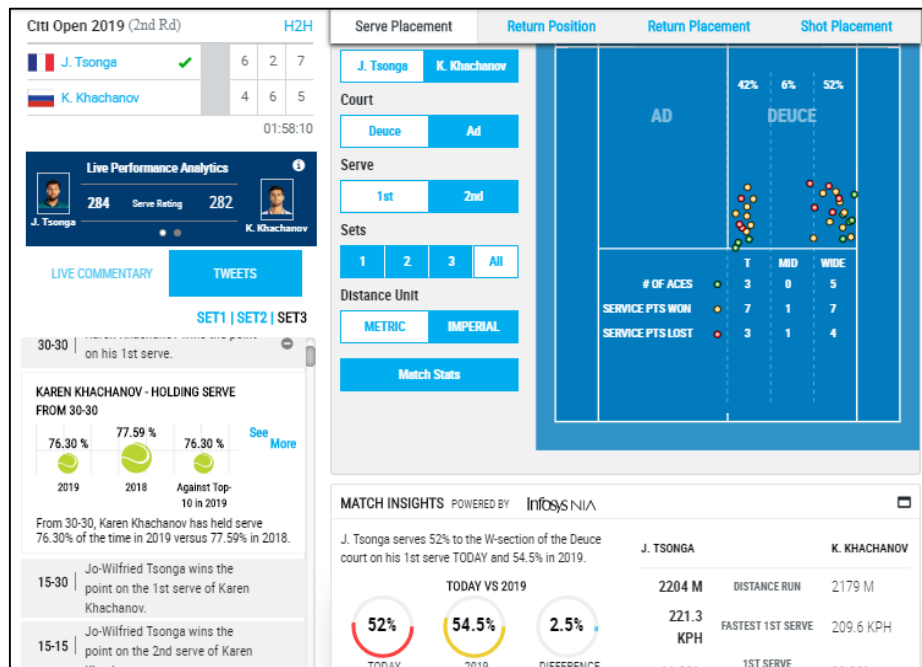 Citi Open 2019 (2nd Rd) H2H
J. Tsonga 6 2 7
K. Khachanov 4 6 5
01:58:10
Live Performance Analytics
284 Serve Rating 282
J. Tsonga
K. Khachanov
LIVE COMMENTARY TWEETS
SET1 | SET2 | SET3
30-30
on his 1st serve.
KAREN KHACHANOV - HOLDING SERVE
FROM 30-30
76.30 % 77.59 % 76.30 %
See More
2019 2018 Against Top-
10 in 2019
From 30-30, Karen Khachanov has held serve
76.30% of the time in 2019 versus 77.59% in 2018.
15-30 Jo-Wilfried Tsonga wins the
point on the 1st serve of Karen
Khachanov.
15-15 Jo-Wilfried Tsonga wins the
point on the 2nd serve of Karen
Serve Placement Return Position Return Placement Shot Placement
J. Tsonga K. Khachanov
Court
Deuce Ad
Serve
1st 2nd
Sets
1 2 3 All
Distance Unit
METRIC IMPERIAL
Match Stats
42% 6% 52%
AD DEUCE
T MID WIDE
# OF ACES 3 0 5
SERVICE PTS WON 7 1 7
SERVICE PTS LOST 3 1 4
MATCH INSIGHTS POWERED BY Infosys NIA
J. Tsonga serves 52% to the W-section of the Deuce
court on his 1st serve TODAY and 54.5% in 2019.
TODAY VS 2019
52% 54.5% 2.5%
TODAY 2019 DIFFERENCE
J. TSONGA K. KHACHANOV
2204 M DISTANCE RUN 2179 M
221.3
KPH FASTEST 1ST SERVE 209.6 KPH
1ST SERVE